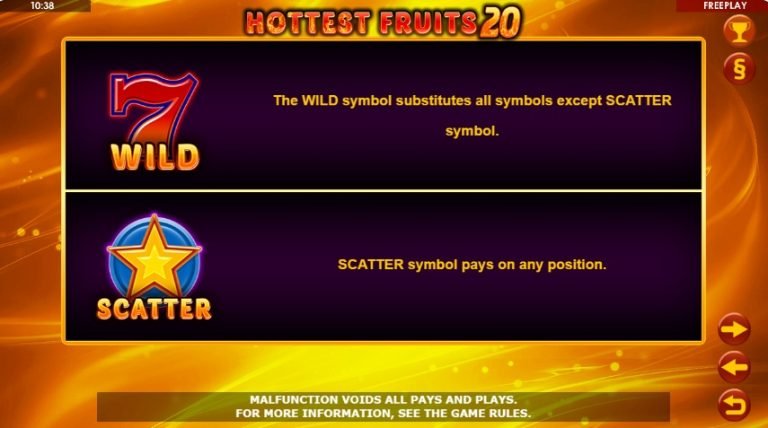 10:38
HOTTEST FRUITS 20
FREEPLAY
§
7
WILD
The WILD symbol substitutes all symbols except SCATTER
symbol.
SCATTER
SCATTER symbol pays on any position.
MALFUNCTION VOIDS ALL PAYS AND PLAYS.
FOR MORE INFORMATION, SEE THE GAME RULES.